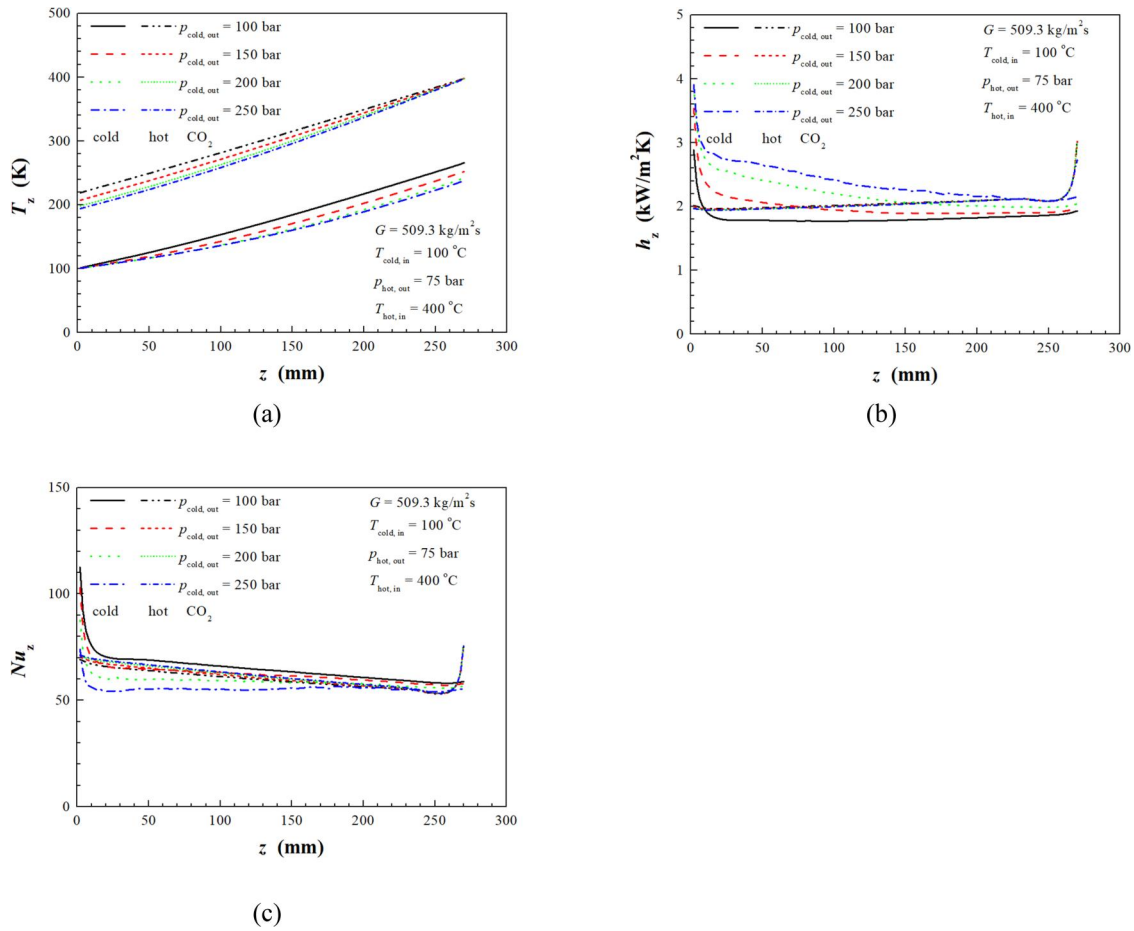 500
400
300
200
100
0
T_z (K)
p_cold, out = 100 bar
p_cold, out = 150 bar
p_cold, out = 200 bar
p_cold, out = 250 bar
cold hot CO₂
G = 509.3 kg/m²s
T_cold, in = 100 °C
p_hot, out = 75 bar
T_hot, in = 400 °C
0 50 100 150 200 250 300
z (mm)
(a)
5
4
3
2
1
0
h_z (kW/m²K)
p_cold, out = 100 bar
p_cold, out = 150 bar
p_cold, out = 200 bar
p_cold, out = 250 bar
cold hot CO₂
G = 509.3 kg/m²s
T_cold, in = 100 °C
p_hot, out = 75 bar
T_hot, in = 400 °C
0 50 100 150 200 250 300
z (mm)
(b)
150
100
50
0
Nu_z
p_cold, out = 100 bar
p_cold, out = 150 bar
p_cold, out = 200 bar
p_cold, out = 250 bar
cold hot CO₂
G = 509.3 kg/m²s
T_cold, in = 100 °C
p_hot, out = 75 bar
T_hot, in = 400 °C
0 50 100 150 200 250 300
z (mm)
(c)